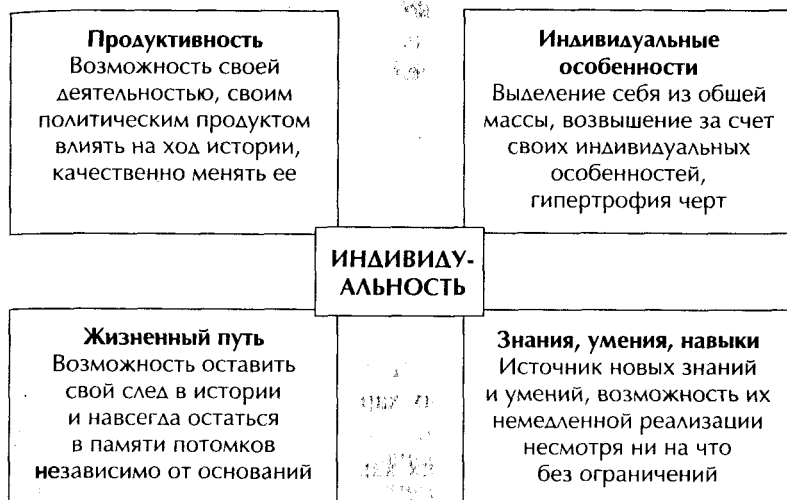 Продуктивность
Возможность своей
деятельностью, своим
политическим продуктом
влиять на ход истории,
качественно менять ее
Индивидуальные
особенности
Выделение себя из общей
массы, возвышение за счет
своих индивидуальных
особенностей,
гипертрофия черт
ИНДИВИДУ-
АЛЬНОСТЬ
Жизненный путь
Возможность оставить
свой след в истории
и навсегда остаться
в памяти потомков
независимо от оснований
Знания, умения, навыки
Источник новых знаний
и умений, возможность их
немедленной реализации
несмотря ни на что
без ограничений